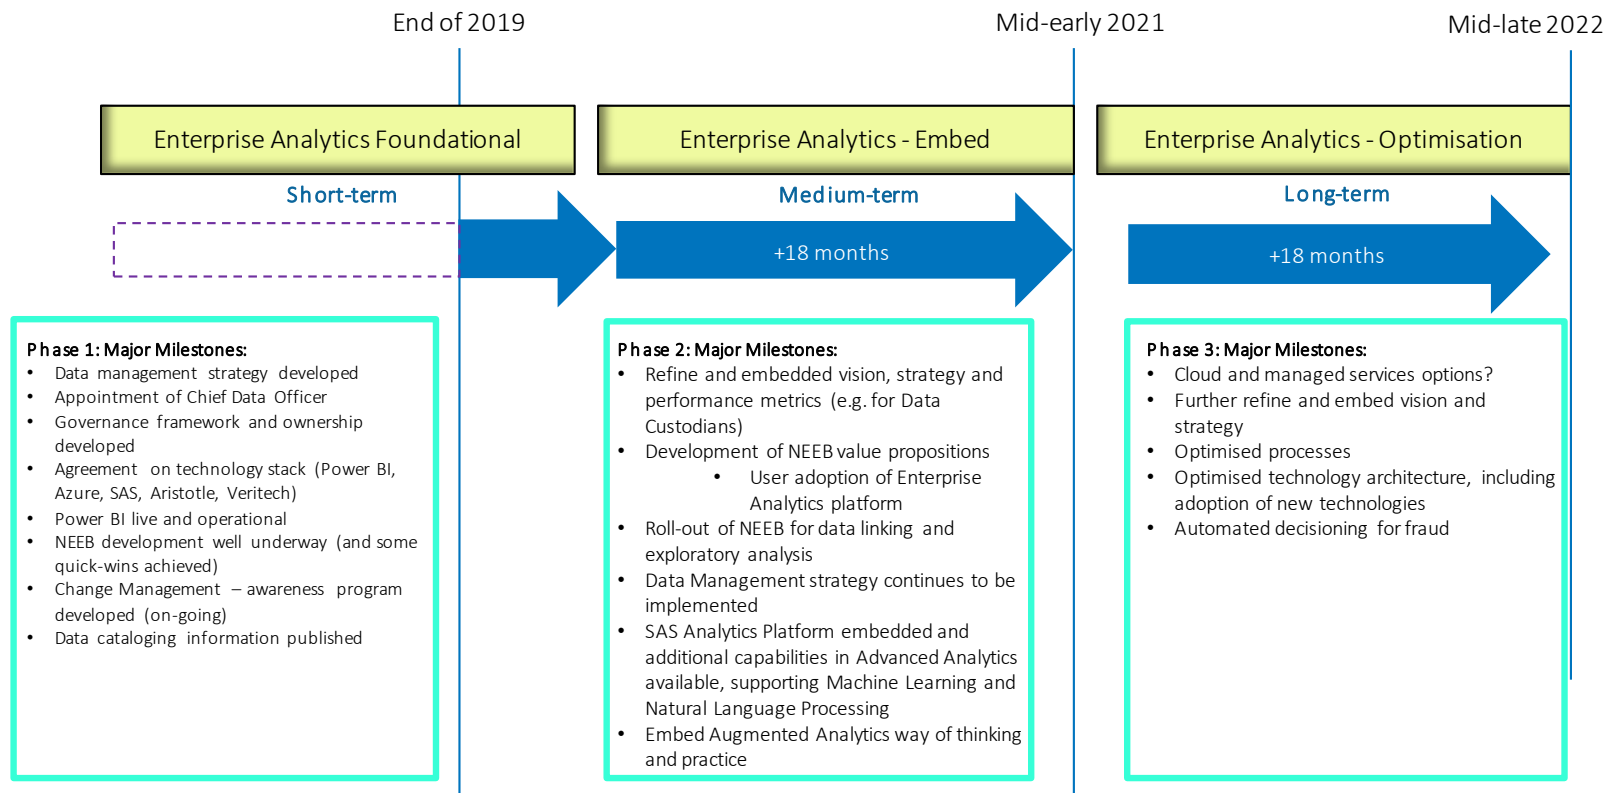 End of 2019
Mid-early 2021
Mid-late 2022
Enterprise Analytics Foundational
Enterprise Analytics - Embed
Enterprise Analytics - Optimisation
Short-term
Medium-term
Long-term
+18 months
+18 months
Phase 1: Major Milestones:
• Data management strategy developed
• Appointment of Chief Data Officer
• Governance framework and ownership
developed
• Agreement on technology stack (Power BI,
Azure, SAS, Aristotle, Veritech)
• Power BI live and operational
• NEEB development well underway (and some
quick-wins achieved)
• Change Management – awareness program
developed (on-going)
• Data cataloging information published
Phase 2: Major Milestones:
• Refine and embedded vision, strategy and
performance metrics (e.g. for Data
Custodians)
• Development of NEEB value propositions
• User adoption of Enterprise
Analytics platform
• Roll-out of NEEB for data linking and
exploratory analysis
• Data Management strategy continues to be
implemented
• SAS Analytics Platform embedded and
additional capabilities in Advanced Analytics
available, supporting Machine Learning and
Natural Language Processing
• Embed Augmented Analytics way of thinking
and practice
Phase 3: Major Milestones:
• Cloud and managed services options?
• Further refine and embed vision and
strategy
• Optimised processes
• Optimised technology architecture, including
adoption of new technologies
• Automated decisioning for fraud